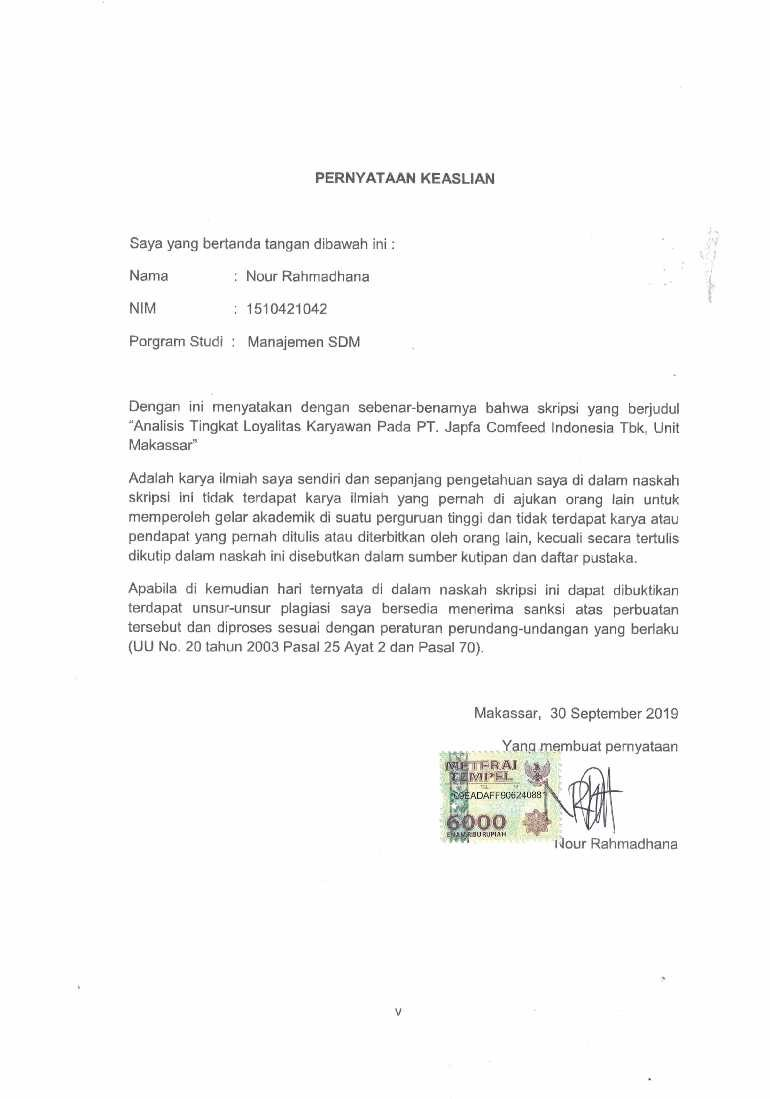 PERNYATAAN KEASLIAN
Saya yang bertanda tangan dibawah ini :
Nama : Nour Rahmadhana
NIM : 1510421042
Porgram Studi : Manajemen SDM
Dengan ini menyatakan dengan sebenar-benarnya bahwa skripsi yang berjudul
“Analisis Tingkat Loyalitas Karyawan Pada PT. Japfa Comfeed Indonesia Tbk, Unit
Makassar”
Adalah karya ilmiah saya sendiri dan sepanjang pengetahuan saya di dalam naskah
skripsi ini tidak terdapat karya ilmiah yang pernah di ajukan orang lain untuk
memperoleh gelar akademik di suatu perguruan tinggi dan tidak terdapat karya atau
pendapat yang pernah ditulis atau diterbitkan oleh orang lain, kecuali secara tertulis
dikutip dalam naskah ini disebutkan dalam sumber kutipan dan daftar pustaka.
Apabila di kemudian hari ternyata di dalam naskah skripsi ini dapat dibuktikan
terdapat unsur-unsur plagiasi saya bersedia menerima sanksi atas perbuatan
tersebut dan diproses sesuai dengan peraturan perundang-undangan yang berlaku
(UU No. 20 tahun 2003 Pasal 25 Ayat 2 dan Pasal 70).
Makassar, 30 September 2019
Yang membuat pernyataan
METERAI
TEMPEL
6000
ENAM RIBU RUPIAH
Nour Rahmadhana
v